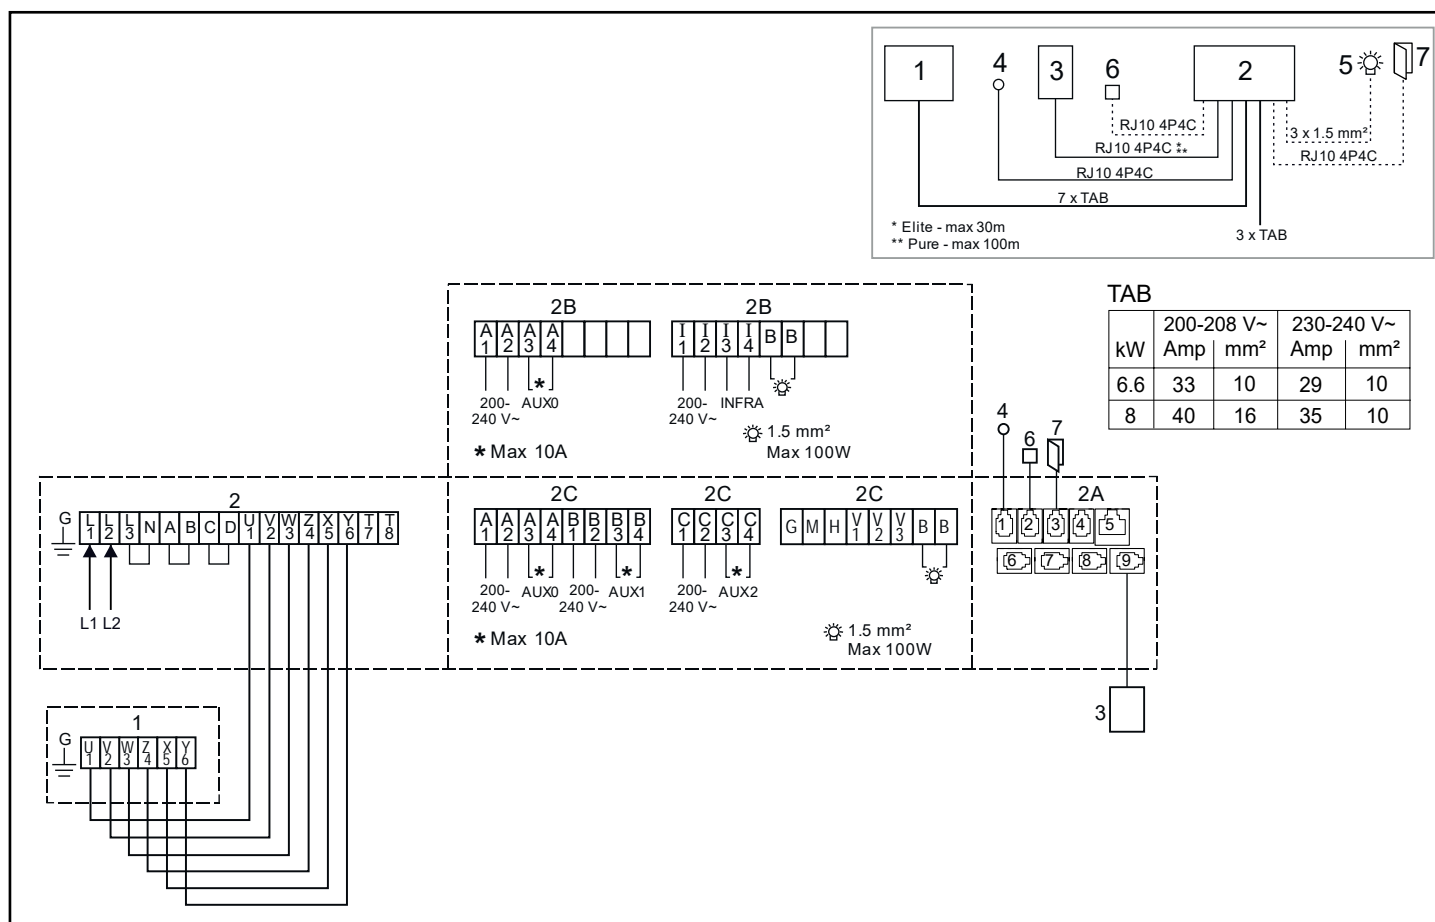 1 4 3 6 2 5 7
RJ10 4P4C
3 x 1.5 mm²
RJ10 4P4C * **
RJ10 4P4C
RJ10 4P4C
7 x TAB
* Elite - max 30m
** Pure - max 100m
3 x TAB
TAB
200-208 V~ 230-240 V~
kW Amp mm² Amp mm²
6.6 33 10 29 10
8 40 16 35 10
2B 2B
A1 A2 A3 A4
I1 I2 I3 I4 B B
*
200-240 V~ AUX0
200-240 V~ INFRA
* Max 10A
1.5 mm²
Max 100W
4
6
7
2 2C 2C 2C 2A
G L1 L2 L3 N A B C D U1 V2 W3 Z4 X5 Y6 T7 T8
A1 A2 A3 A4 B1 B2 B3 B4
C1 C2 C3 C4
G M H V1 V2 V3 B B
1 2 3 4 5
6 7 8 9
* * *
200-240 V~ AUX0 200-240 V~ AUX1
200-240 V~ AUX2
L1 L2
* Max 10A
1.5 mm²
Max 100W
3
1
G U1 V2 W3 Z4 X5 Y6